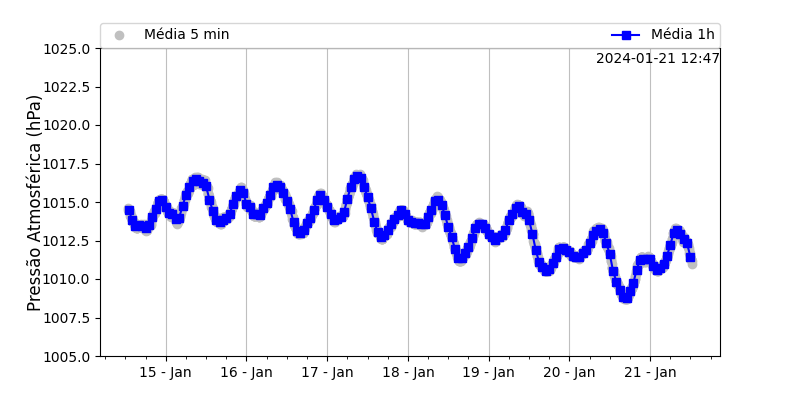 Média 5 min
Média 1h
2024-01-21 12:47
Pressão Atmosférica (hPa)
1025.0
1022.5
1020.0
1017.5
1015.0
1012.5
1010.0
1007.5
1005.0
15 - Jan
16 - Jan
17 - Jan
18 - Jan
19 - Jan
20 - Jan
21 - Jan